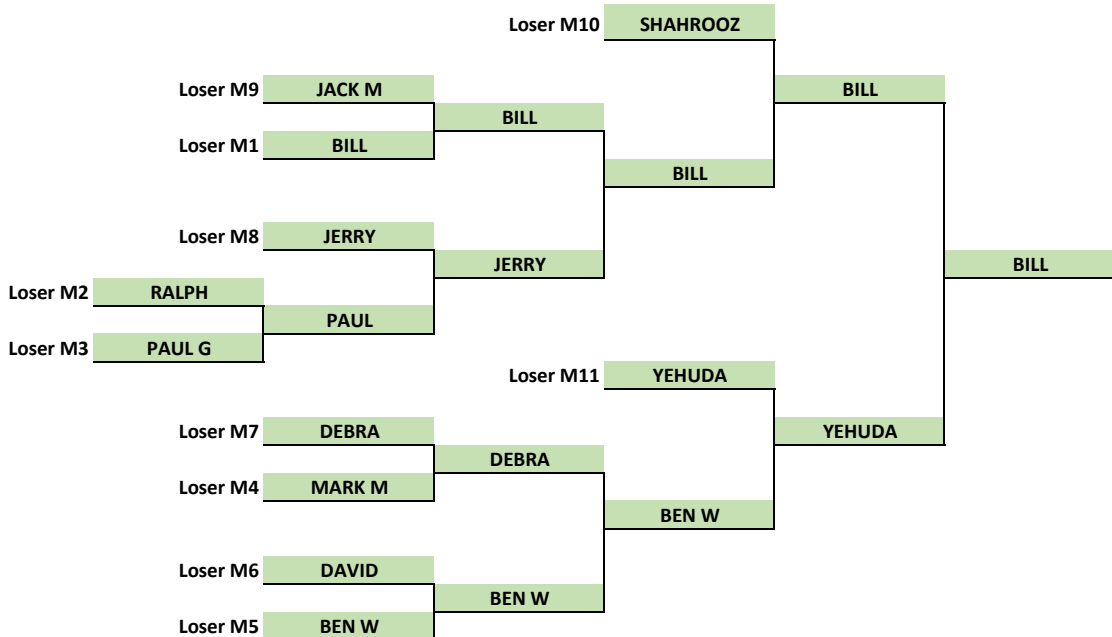 Loser M10 SHAHROOZ
Loser M9 JACK M BILL
BILL
Loser M1 BILL
BILL
Loser M8 JERRY
JERRY BILL
Loser M2 RALPH
PAUL
Loser M3 PAUL G
Loser M11 YEHUDA
Loser M7 DEBRA YEHUDA
DEBRA
Loser M4 MARK M
BEN W
Loser M6 DAVID
BEN W
Loser M5 BEN W